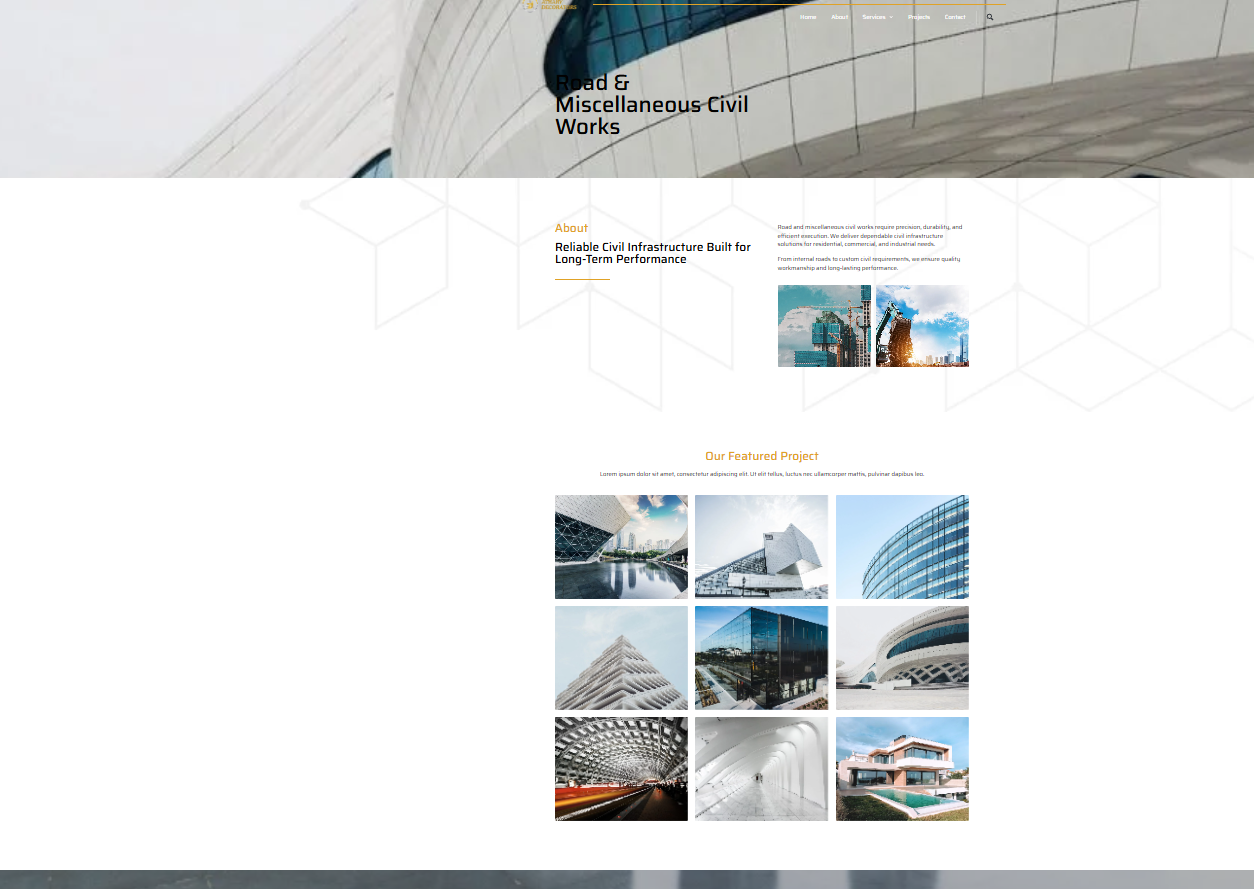 DECORATORS
Home About Services Projects Contact
Road &
Miscellaneous Civil
Works
About
Reliable Civil Infrastructure Built for
Long-Term Performance
Road and miscellaneous civil works require precision, durability, and
efficient execution. We deliver dependable civil infrastructure
solutions for residential, commercial, and industrial needs.
From internal roads to custom civil requirements, we ensure quality
workmanship and long-lasting performance.
Our Featured Project
Lorem ipsum dolor sit amet, consectetur adipiscing elit. Ut elit tellus, luctus nec ullamcorper mattis, pulvinar dapibus leo.